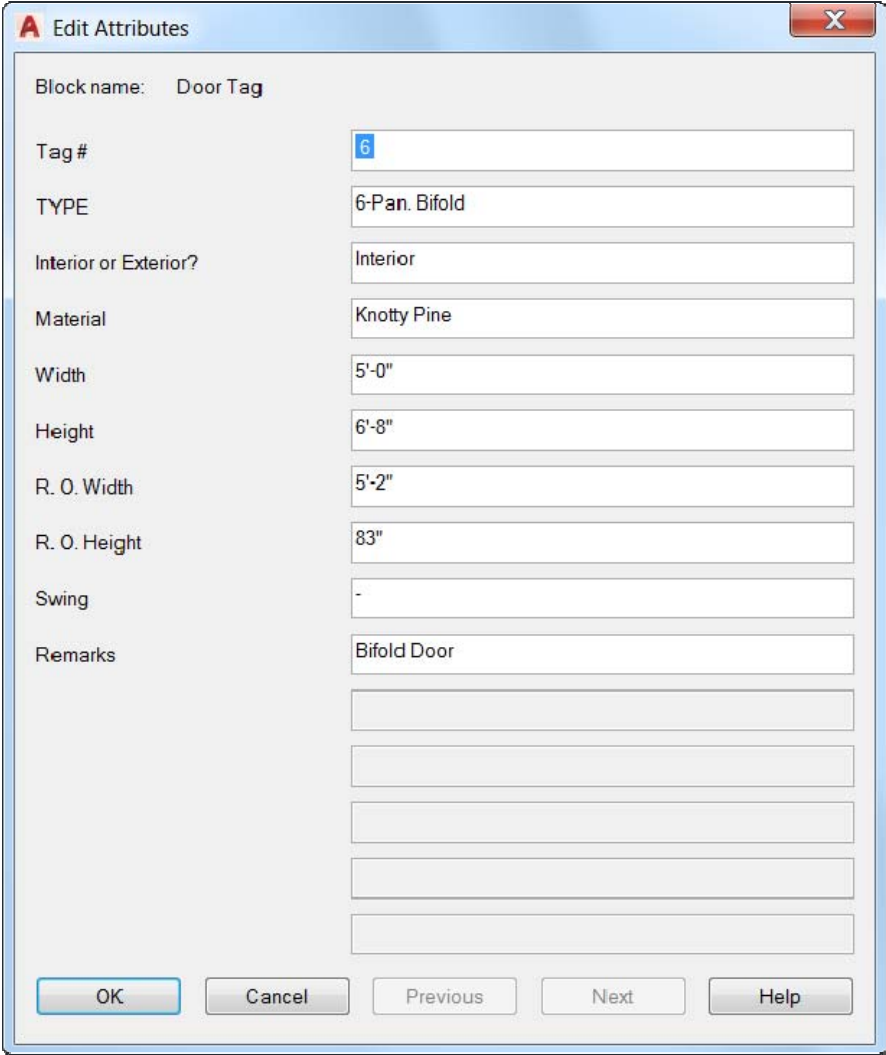 Edit Attributes
Block name: Door Tag
Tag # 6
TYPE 6-Pan. Bifold
Interior or Exterior? Interior
Material Knotty Pine
Width 5'-0"
Height 6'-8"
R. O. Width 5'-2"
R. O. Height 83"
Swing -
Remarks Bifold Door
OK Cancel Previous Next Help